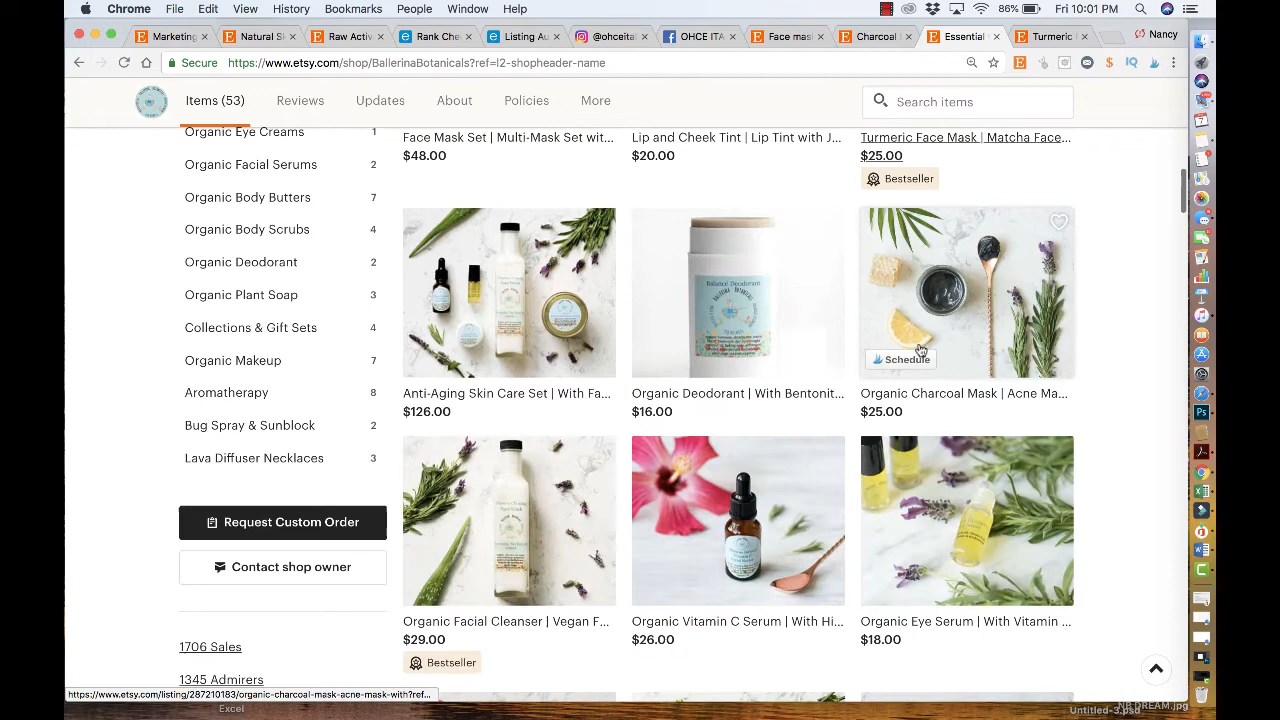 Chrome File Edit View History Bookmarks People Window Help 86% Fri 10:01 PM
Marketing Natural Sk Raw Activ Rank Che Listing Au @ohceital OHCE ITA Face mask Charcoal Essential Turmeric Nancy
Secure https://www.etsy.com/shop/BallerinaBotanicals?ref=l2-shopheader-name
Items (53) Reviews Updates About Policies More Search items
Organic Eye Creams 1
Organic Facial Serums 2
Organic Body Butters 7
Organic Body Scrubs 4
Organic Deodorant 2
Organic Plant Soap 3
Collections & Gift Sets 4
Organic Makeup 7
Aromatherapy 8
Bug Spray & Sunblock 2
Lava Diffuser Necklaces 3
Request Custom Order
Contact shop owner
1706 Sales
1345 Admirers
Face Mask Set | Multi-Mask Set wit...
$48.00
Lip and Cheek Tint | Lip Tint with J...
$20.00
Turmeric Face Mask | Matcha Face...
$25.00
Bestseller
Balance Deodorant
Schedule
Anti-Aging Skin Care Set | With Fa...
$126.00
Organic Deodorant | With Bentonit...
$16.00
Organic Charcoal Mask | Acne Ma...
$25.00
Organic Facial Cleanser | Vegan F...
$29.00
Bestseller
Organic Vitamin C Serum | With Hi...
$26.00
Organic Eye Serum | With Vitamin ...
$18.00
https://www.etsy.com/listing/287210183/organic-charcoal-mask-acne-mask-with?ref...
Excel
Untitled-3.psd
NB DREAM.jpg